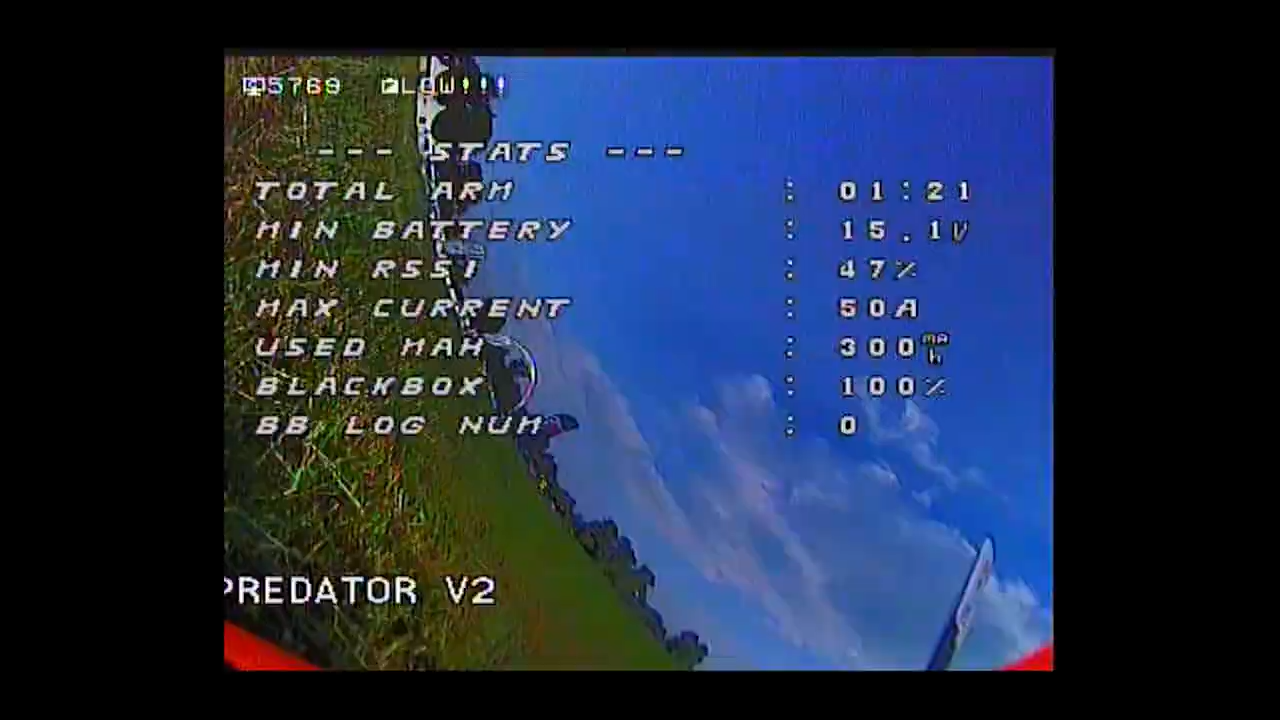 5769 LOW!!!
--- STATS ---
TOTAL ARM : 01:21
MIN BATTERY : 15.1V
MIN RSSI : 47%
MAX CURRENT : 50A
USED MAH : 300mAh
BLACKBOX : 100%
BB LOG NUM : 0
PREDATOR V2